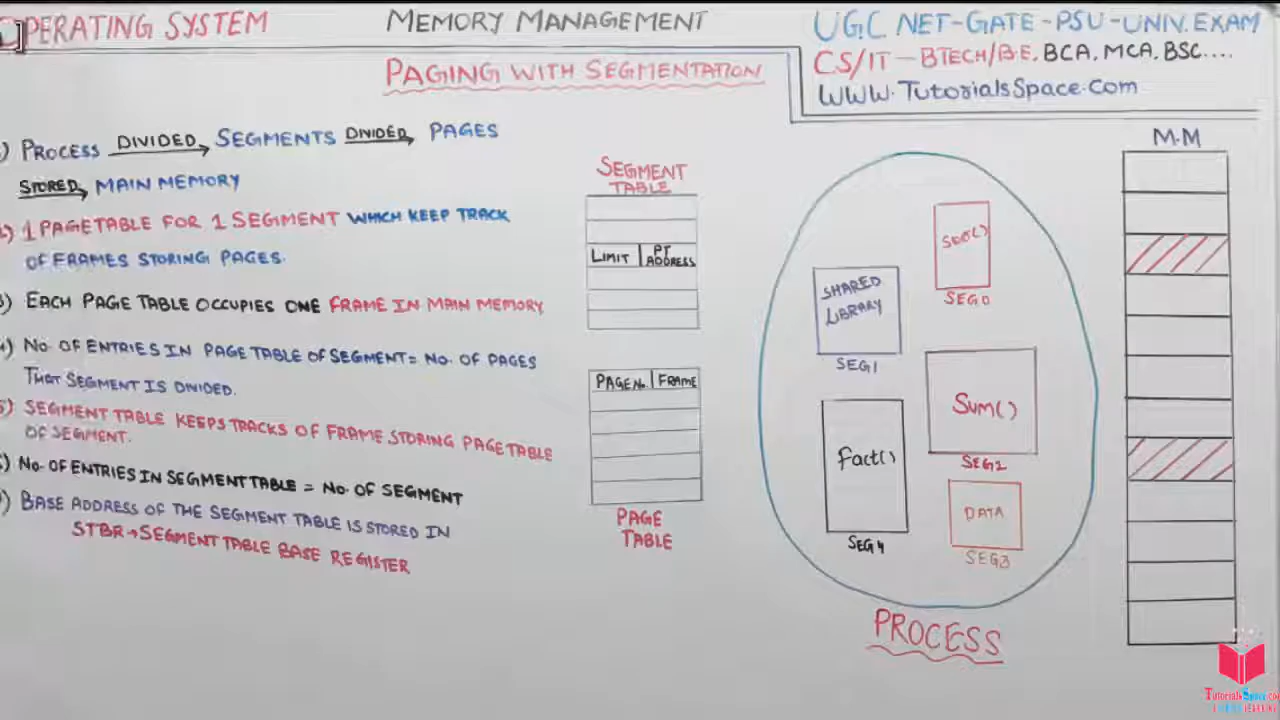 OPERATING SYSTEM
MEMORY MANAGEMENT
UGC NET-GATE-PSU-UNIV.EXAM
CS/IT - BTECH/B.E, BCA, MCA, BSC....
WWW.TutorialsSpace.com
PAGING WITH SEGMENTATION
) PROCESS DIVIDED SEGMENTS DIVIDED PAGES
STORED MAIN MEMORY
) 1 PAGETABLE FOR 1 SEGMENT WHICH KEEP TRACK
OF FRAMES STORING PAGES.
3) EACH PAGE TABLE OCCUPIES ONE FRAME IN MAIN MEMORY
4) NO. OF ENTRIES IN PAGE TABLE OF SEGMENT = NO. OF PAGES
THAT SEGMENT IS DIVIDED.
5) SEGMENT TABLE KEEPS TRACKS OF FRAME STORING PAGETABLE
OF SEGMENT.
) NO. OF ENTRIES IN SEGMENT TABLE = NO. OF SEGMENT
) BASE ADDRESS OF THE SEGMENT TABLE IS STORED IN
STBR → SEGMENT TABLE BASE REGISTER
SEGMENT
TABLE
LIMIT PT ADDRESS
PAGE No. FRAME
PAGE
TABLE
SEG0
SHARED
LIBRARY
SEG1
Sum()
SEG2
fact()
SEG4
DATA
SEG3
PROCESS
M.M
TutorialsSpace.com